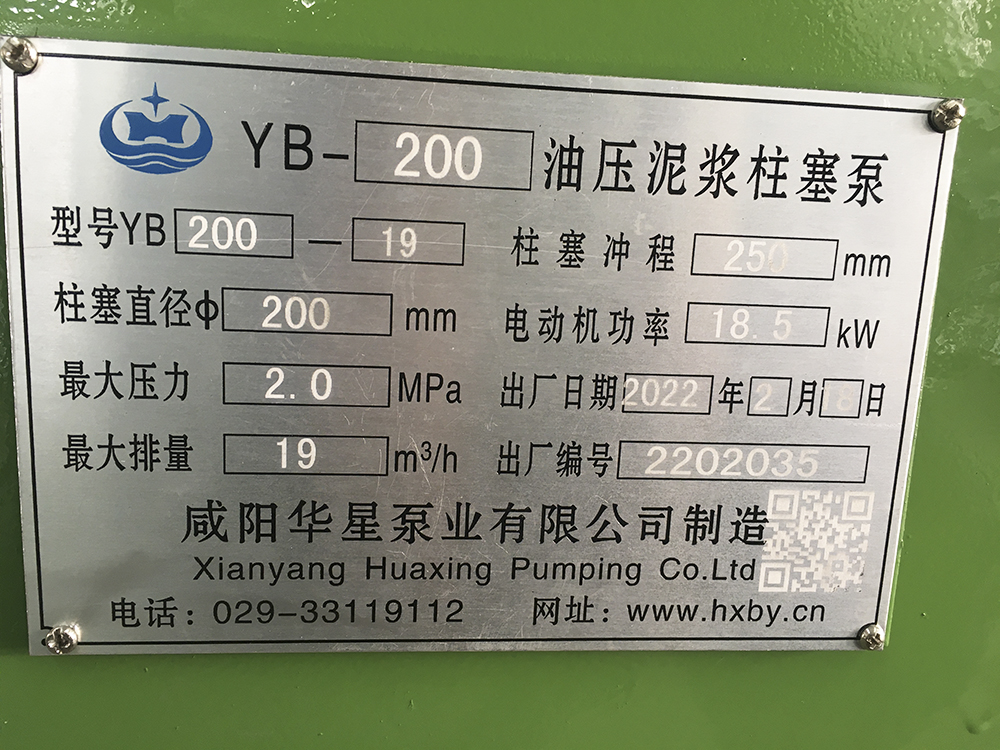 YB-200 油压泥浆柱塞泵
型号YB 200 — 19 柱塞冲程 250 mm
柱塞直径φ 200 mm 电动机功率 18.5 kW
最大压力 2.0 MPa 出厂日期 2022 年 2 月 日
最大排量 19 m³/h 出厂编号 2202035
咸阳华星泵业有限公司制造
Xianyang Huaxing Pumping Co.Ltd
电话：029-33119112 网址：www.hxby.cn